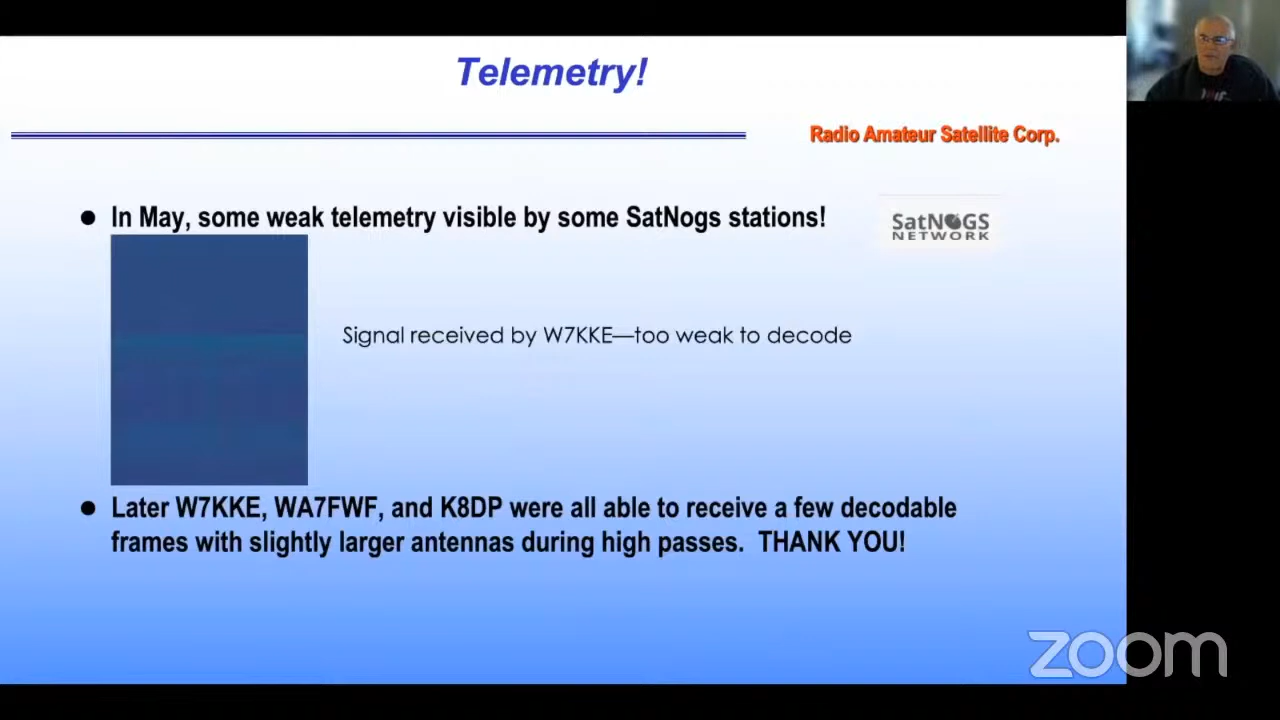 Telemetry!
Radio Amateur Satellite Corp.
In May, some weak telemetry visible by some SatNogs stations!
SatNOGS
NETWORK
Signal received by W7KKE—too weak to decode
Later W7KKE, WA7FWF, and K8DP were all able to receive a few decodable
frames with slightly larger antennas during high passes.  THANK YOU!
zoom